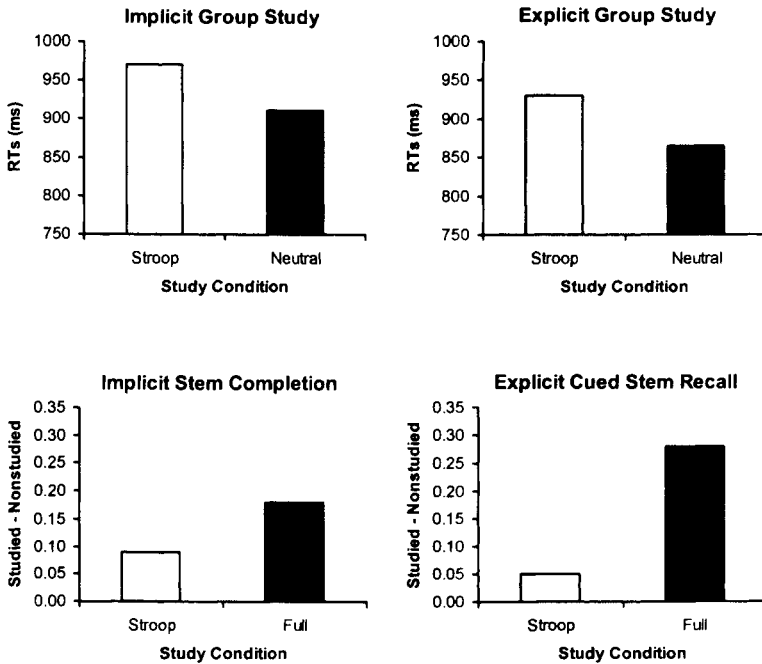 Implicit Group Study
1000
950
900
850
800
750
RTs (ms)
Stroop Neutral
Study Condition
Explicit Group Study
1000
950
900
850
800
750
RTs (ms)
Stroop Neutral
Study Condition
Implicit Stem Completion
0.35
0.30
0.25
0.20
0.15
0.10
0.05
0.00
Studied - Nonstudied
Stroop Full
Study Condition
Explicit Cued Stem Recall
0.35
0.30
0.25
0.20
0.15
0.10
0.05
0.00
Studied - Nonstudied
Stroop Full
Study Condition